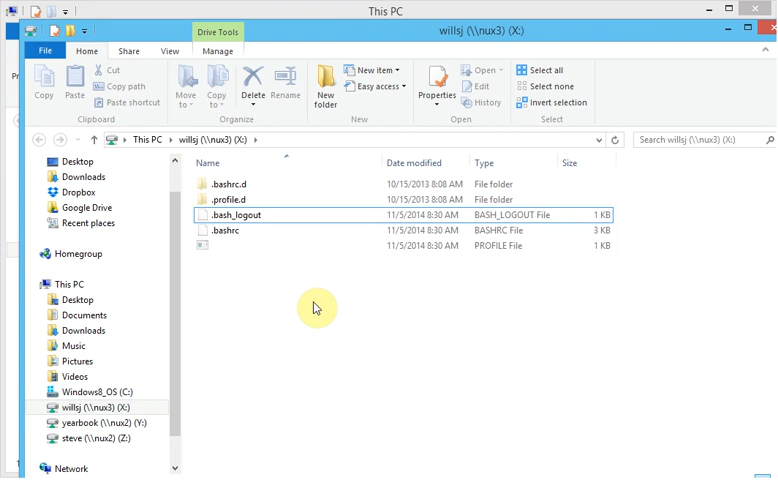 This PC
Drive Tools
willsj (\\nux3) (X:)
File
Home
Share
View
Manage
Copy
Paste
Cut
Copy path
Paste shortcut
Clipboard
Move to
Copy to
Delete
Rename
Organize
New folder
New item
Easy access
New
Properties
Open
Edit
History
Open
Select all
Select none
Invert selection
Select
This PC
willsj (\\nux3) (X:)
Search willsj (\\nux3) (X:)
Name
Date modified
Type
Size
.bashrc.d 10/15/2013 8:08 AM File folder
.profile.d 10/15/2013 8:08 AM File folder
.bash_logout 11/5/2014 8:30 AM BASH_LOGOUT File 1 KB
.bashrc 11/5/2014 8:30 AM BASHRC File 3 KB
11/5/2014 8:30 AM PROFILE File 1 KB
Desktop
Downloads
Dropbox
Google Drive
Recent places
Homegroup
This PC
Desktop
Documents
Downloads
Music
Pictures
Videos
Windows8_OS (C:)
willsj (\\nux3) (X:)
yearbook (\\nux2) (Y:)
steve (\\nux2) (Z:)
Network